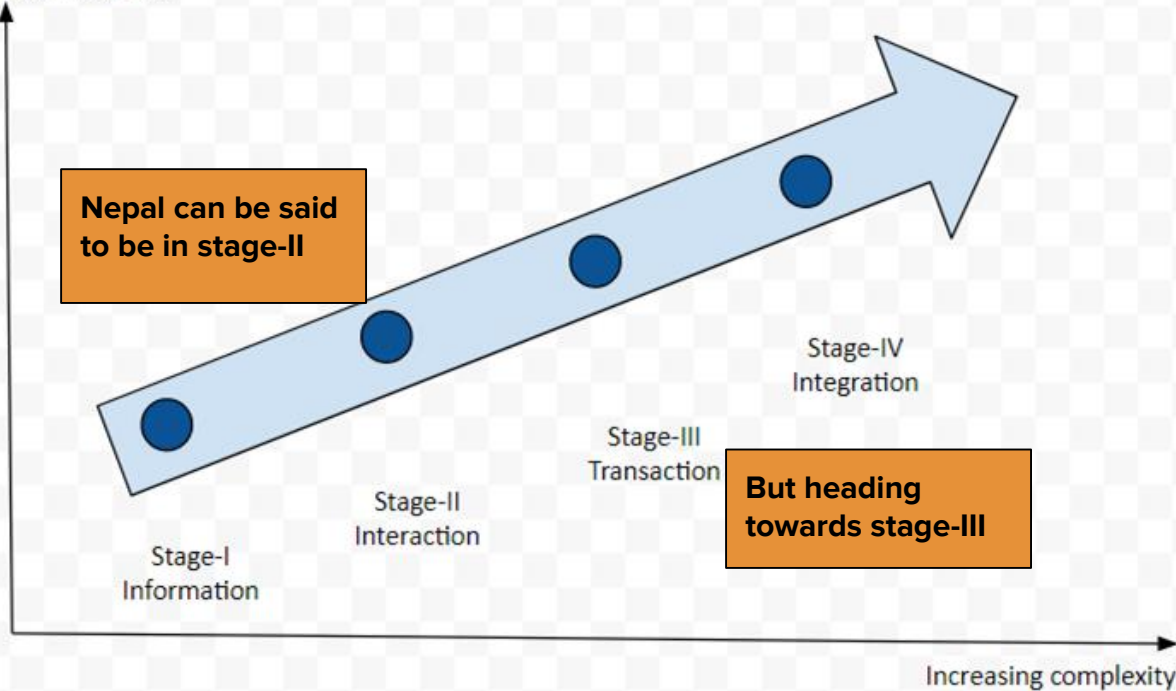 Nepal can be said
to be in stage-II
Stage-IV
Integration
Stage-III
Transaction
But heading
towards stage-III
Stage-II
Interaction
Stage-I
Information
Increasing complexity